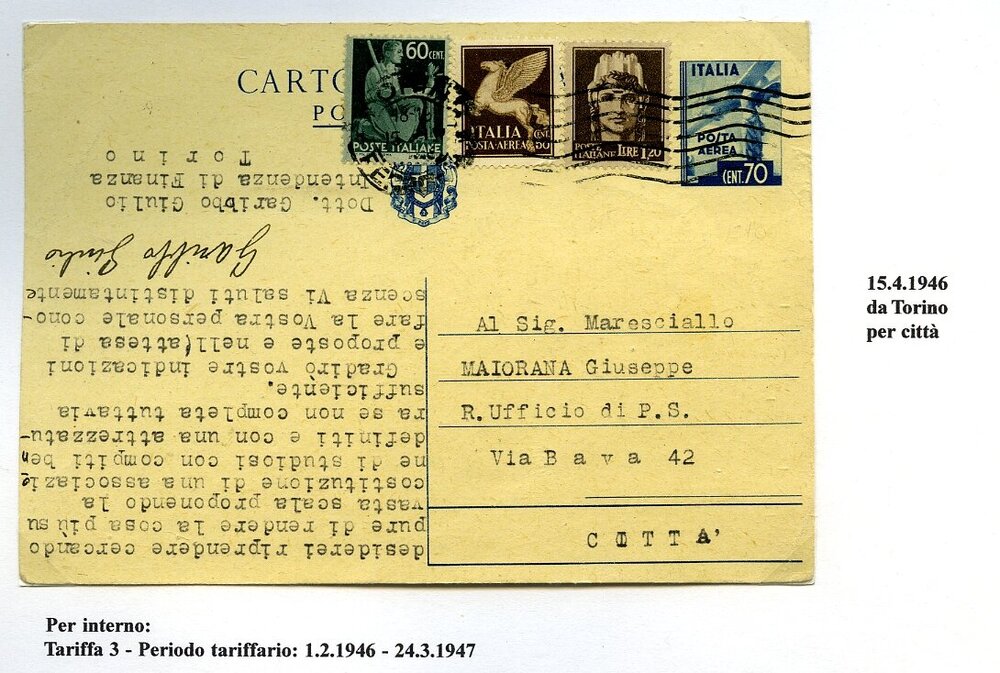 CARTO
PO
60 CENT.
POSTE ITALIANE
ITALIA
POSTA-AEREA CENT. 50
POSTE ITALIANE LIRE 1,20
ITALIA
POSTA
AEREA
CENT. 70
desiderei riprendere cercando
pure di rendere la cosa più su
vasta scala proponendo la
costituzione di una associazio
ne di studiosi con compiti ben
definiti e con una attrezzatu-
ra se non completa tuttavia
sufficiente.
Gradirò vostre indicazioni
e proposte e nell(attesa di
fare la Vostra personale cono-
scenza Vi saluti distintamente
Garibbo Giulio
Dott. Garibbo Giulio
Intendenza di Finanza
Torino
Al Sig. Maresciallo
MAIORANA Giuseppe
R.Ufficio di P.S.
Via Bava 42
CITTA'
15.4.1946
da Torino
per città
Per interno:
Tariffa 3 - Periodo tariffario: 1.2.1946 - 24.3.1947